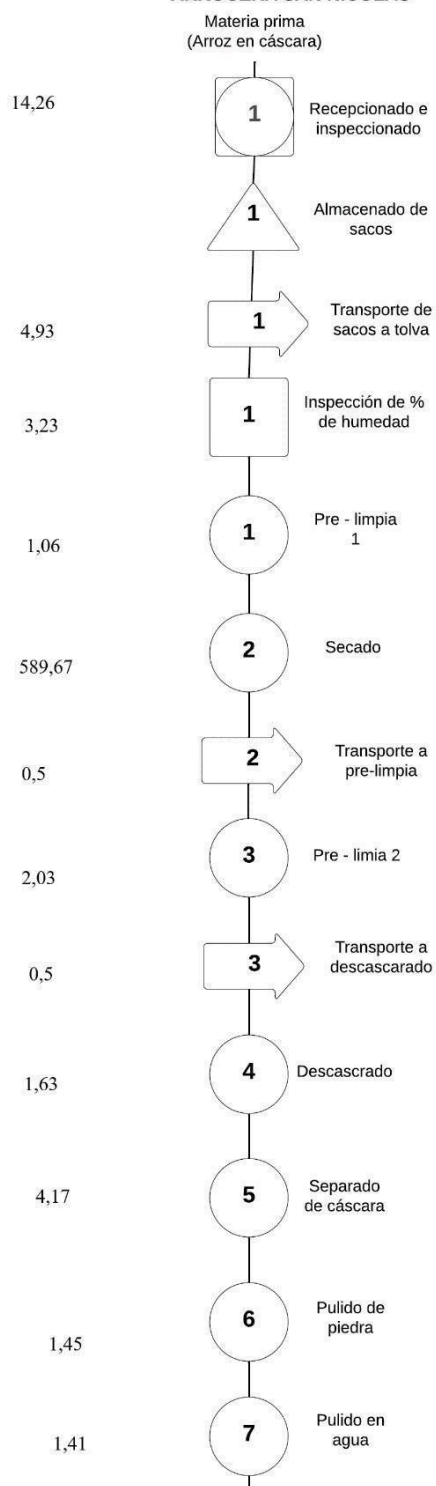 Materia prima
(Arroz en cáscara)
14,26
1
Recepcionado e
inspeccionado
1
Almacenado de
sacos
4,93
1
Transporte de
sacos a tolva
3,23
1
Inspección de %
de humedad
1,06
1
Pre - limpia
1
589,67
2
Secado
0,5
2
Transporte a
pre-limpia
2,03
3
Pre - limia 2
0,5
3
Transporte a
descascarado
1,63
4
Descascrado
4,17
5
Separado
de cáscara
1,45
6
Pulido de
piedra
1,41
7
Pulido en
agua